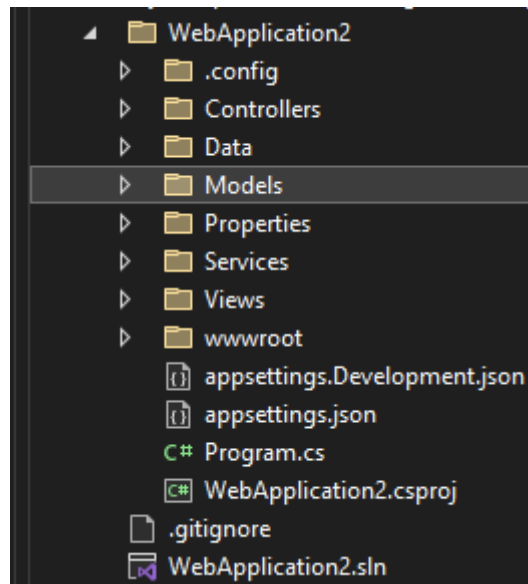 WebApplication2
.config
Controllers
Data
Models
Properties
Services
Views
wwwroot
appsettings.Development.json
appsettings.json
C# Program.cs
C# WebApplication2.csproj
.gitignore
WebApplication2.sln